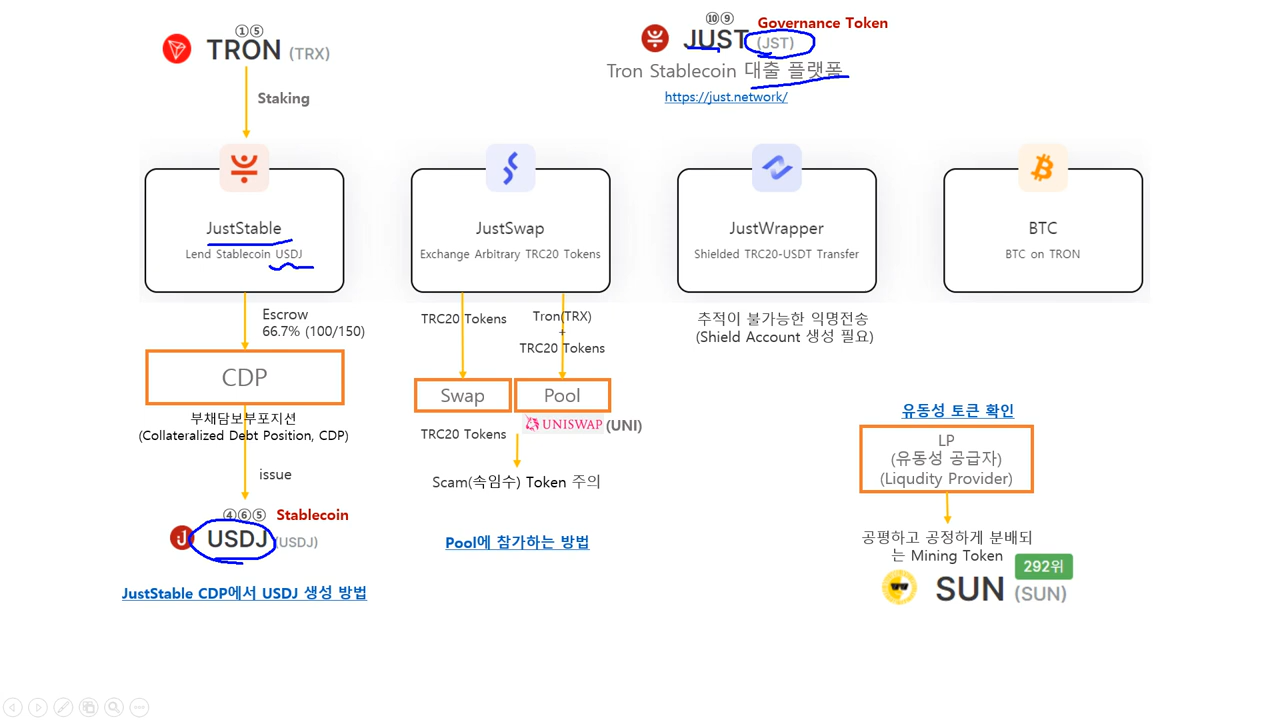 ①⑤
TRON (TRX)
Staking
⑩⑨
Governance Token
JUST (JST)
Tron Stablecoin 대출 플랫폼
https://just.network/
JustStable
Lend Stablecoin USDJ
JustSwap
Exchange Arbitrary TRC20 Tokens
JustWrapper
Shielded TRC20-USDT Transfer
BTC
BTC on TRON
Escrow
66.7% (100/150)
CDP
부채담보부포지션
(Collateralized Debt Position, CDP)
issue
④⑥⑤
Stablecoin
USDJ (USDJ)
JustStable CDP에서 USDJ 생성 방법
TRC20 Tokens
Tron(TRX)
+
TRC20 Tokens
Swap
Pool
UNISWAP (UNI)
TRC20 Tokens
Scam(속임수) Token 주의
Pool에 참가하는 방법
추적이 불가능한 익명전송
(Shield Account 생성 필요)
유동성 토큰 확인
LP
(유동성 공급자)
(Liqudity Provider)
공평하고 공정하게 분배되
는 Mining Token
292위
SUN (SUN)